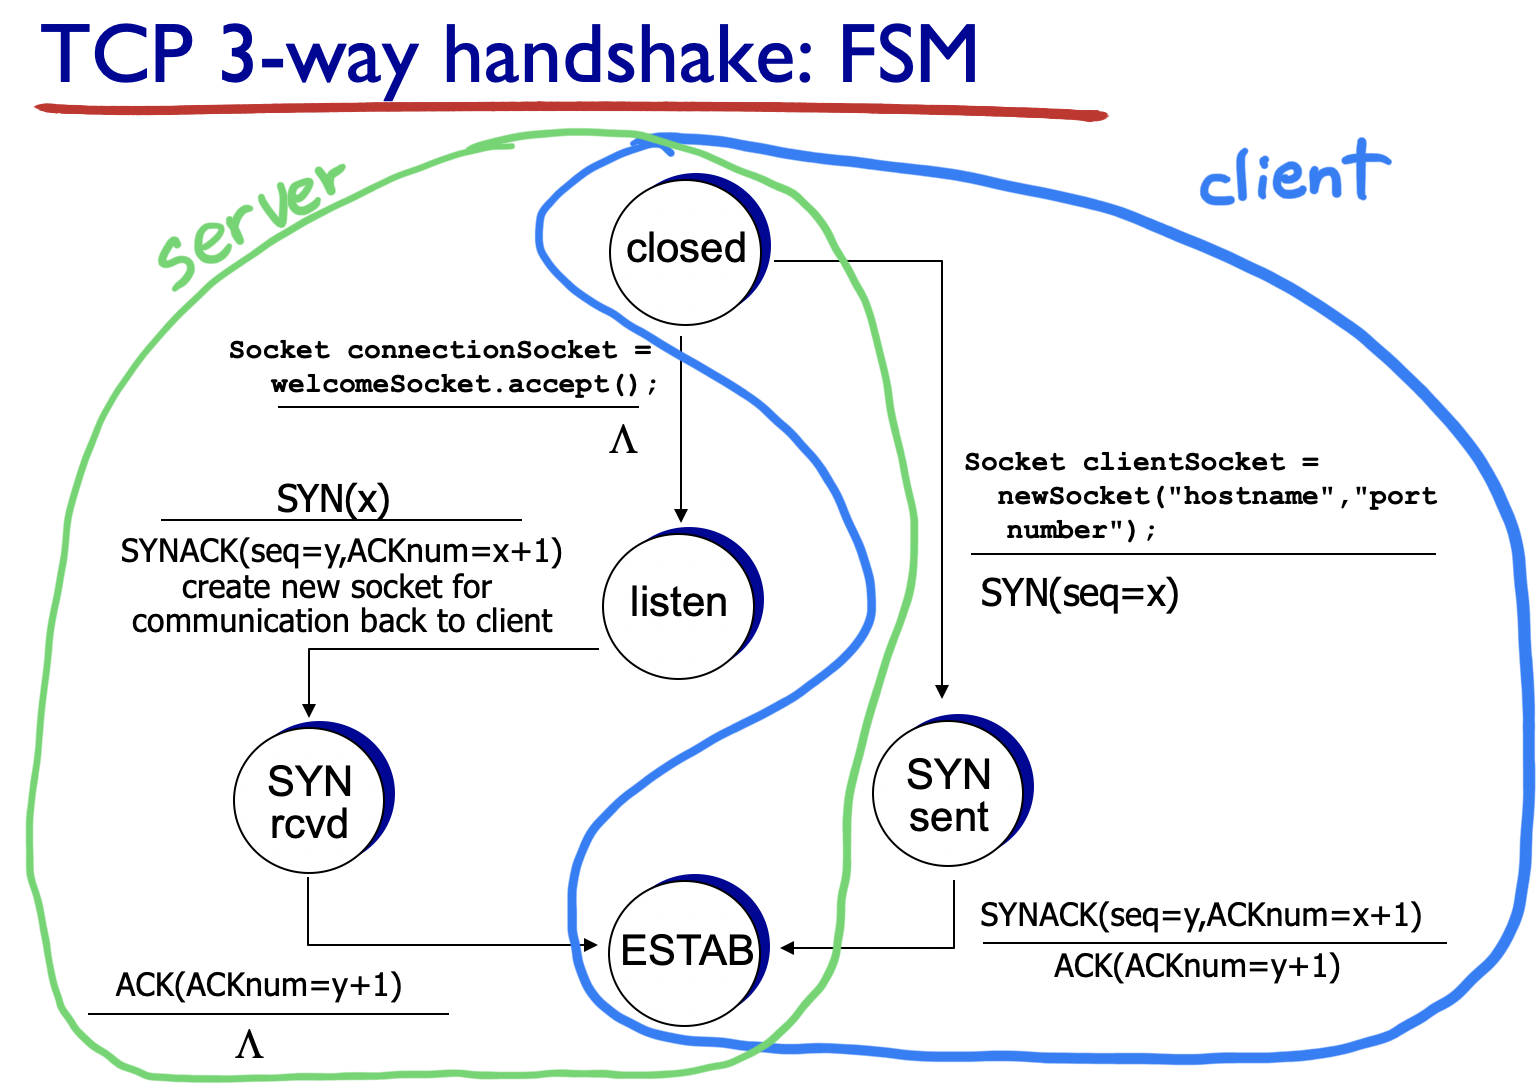 TCP 3-way handshake: FSM
server
client
closed
Socket connectionSocket =
welcomeSocket.accept();
Λ
SYN(x)
SYNACK(seq=y,ACKnum=x+1)
create new socket for
communication back to client
listen
Socket clientSocket =
newSocket("hostname","port
number");
SYN(seq=x)
SYN
rcvd
SYN
sent
ESTAB
SYNACK(seq=y,ACKnum=x+1)
ACK(ACKnum=y+1)
ACK(ACKnum=y+1)
Λ